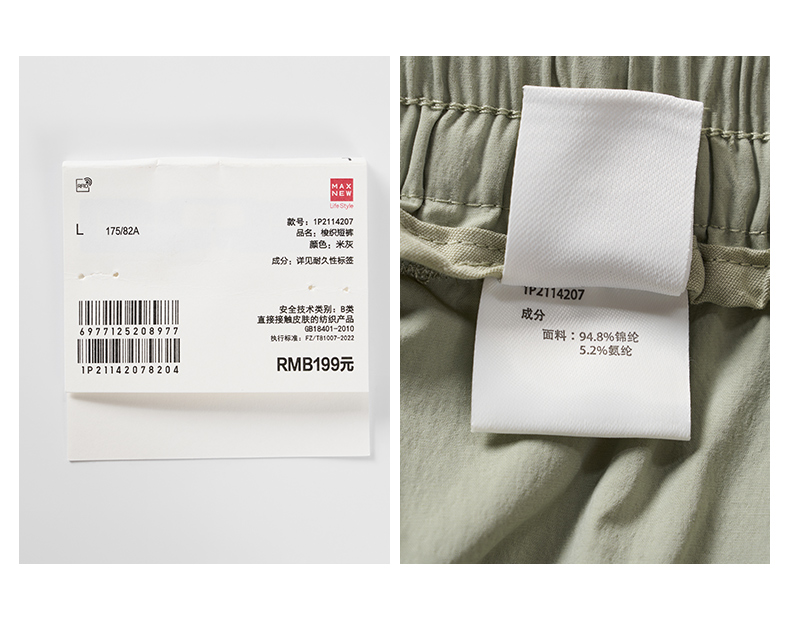 RFID
MAX
NEW
Life Style
L 175/82A
款号：1P2114207
品名：梭织短裤
颜色：米灰
成分：详见耐久性标签
安全技术类别：B类
直接接触皮肤的纺织产品
GB18401-2010
执行标准：FZ/T81007-2022
6977125208977
1P21142078204
RMB199元
1P2114207
成分
面料：94.8%锦纶
5.2%氨纶